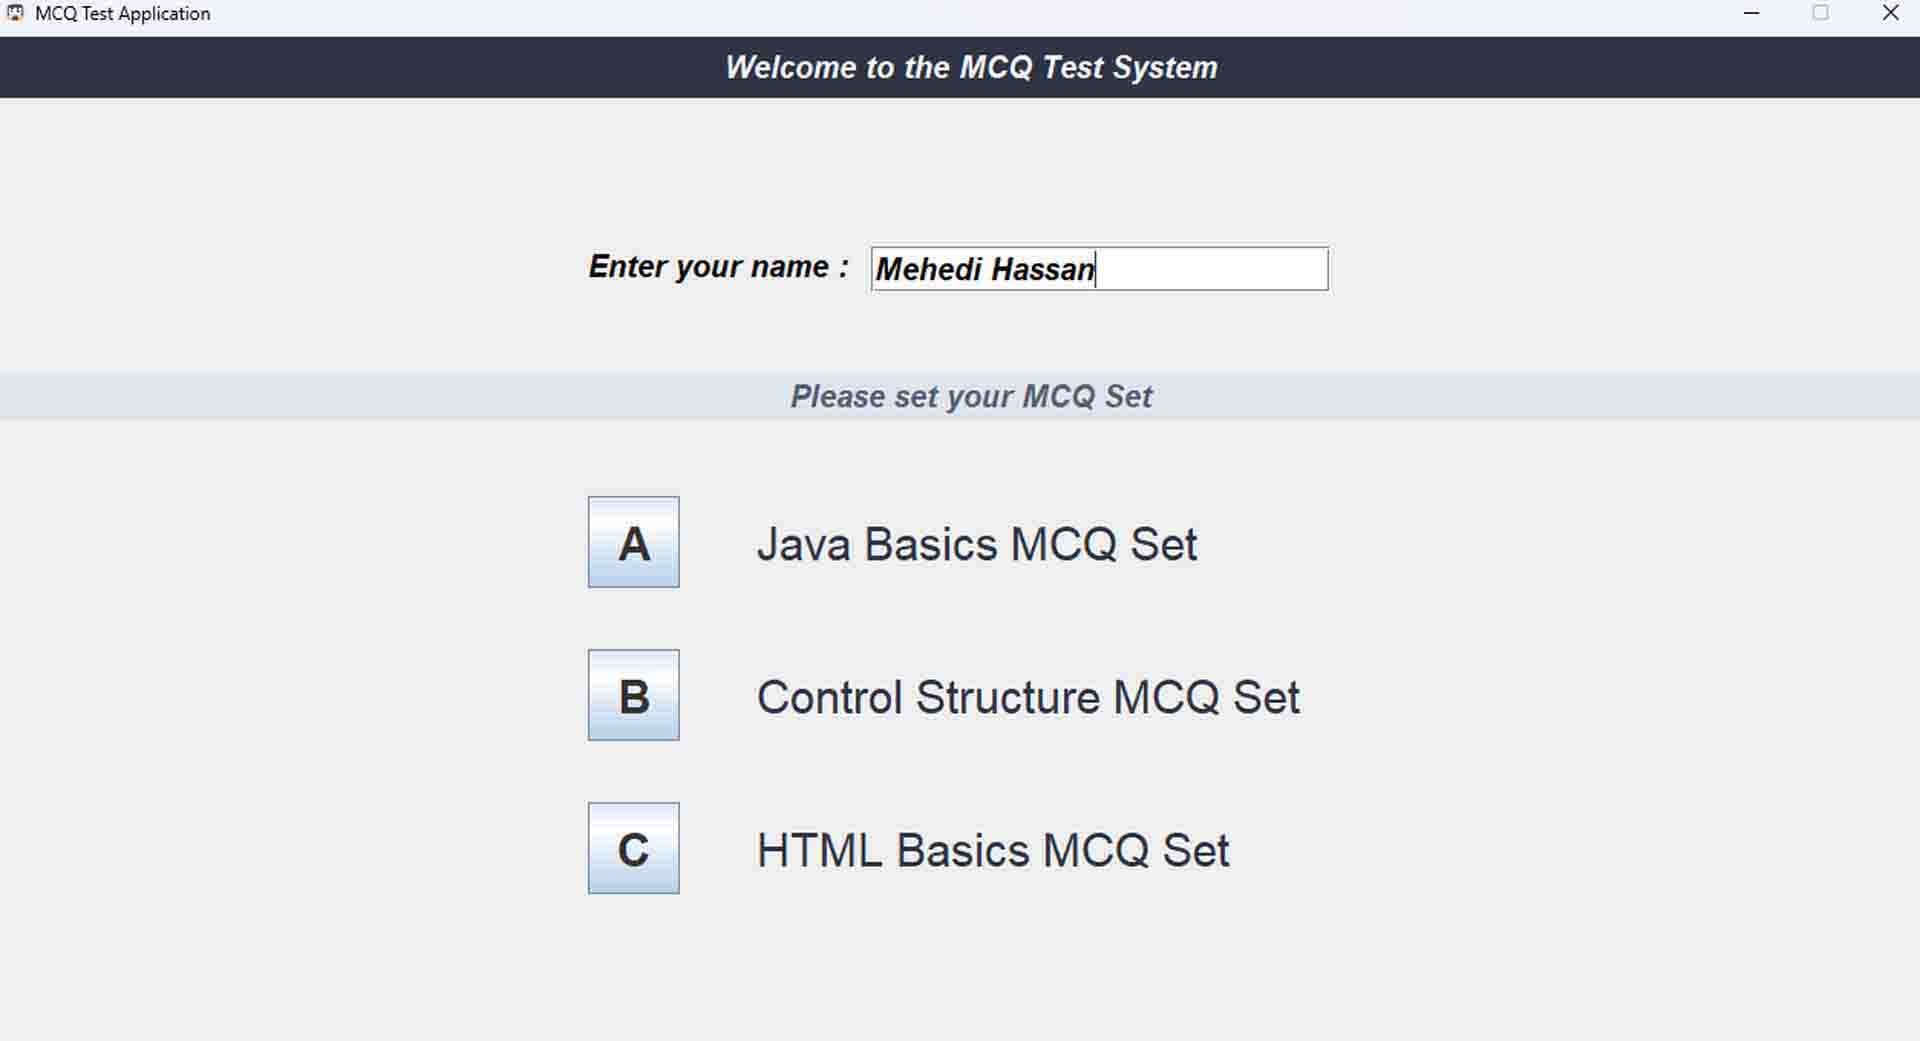 MCQ Test Application
Welcome to the MCQ Test System
Enter your name : Mehedi Hassan
Please set your MCQ Set
A Java Basics MCQ Set
B Control Structure MCQ Set
C HTML Basics MCQ Set